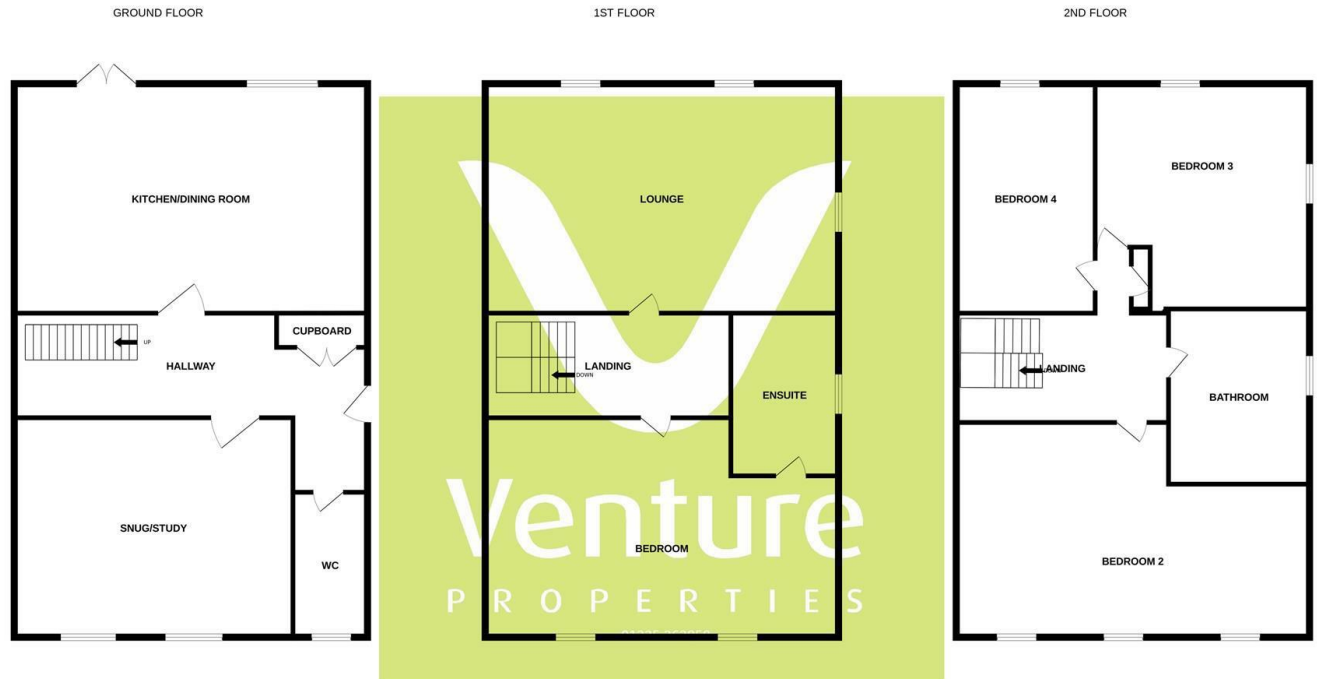 GROUND FLOOR
1ST FLOOR
2ND FLOOR
KITCHEN/DINING ROOM
CUPBOARD
UP
HALLWAY
SNUG/STUDY
WC
LOUNGE
LANDING
DOWN
ENSUITE
BEDROOM
Venture
PROPERTIES
BEDROOM 3
BEDROOM 4
LANDING
BATHROOM
BEDROOM 2